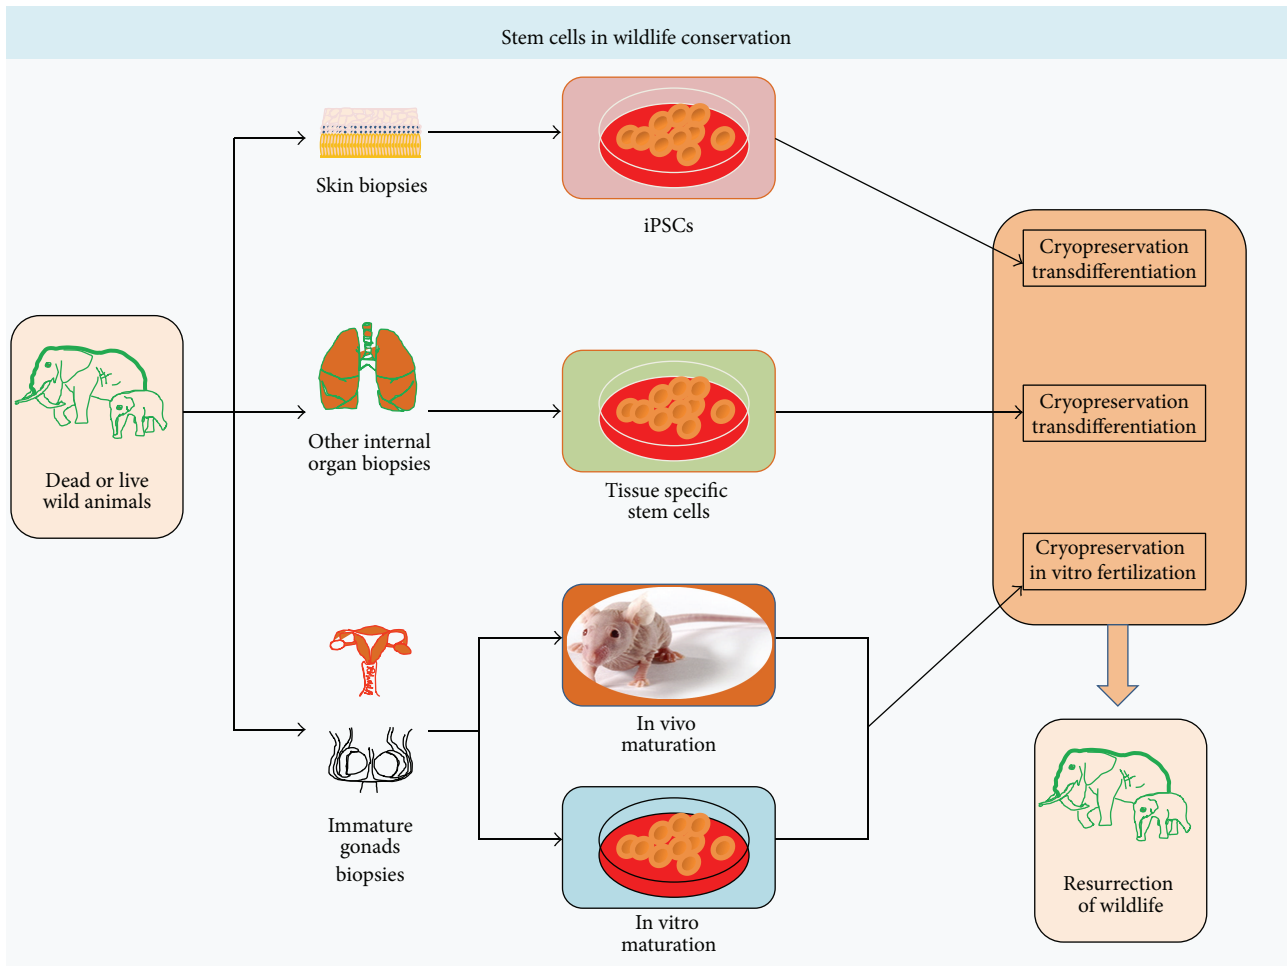 Stem cells in wildlife conservation
Skin biopsies
iPSCs
Cryopreservation
transdifferentiation
Dead or live
wild animals
Other internal
organ biopsies
Tissue specific
stem cells
Cryopreservation
transdifferentiation
Cryopreservation
in vitro fertilization
Immature
gonads
biopsies
In vivo
maturation
In vitro
maturation
Resurrection
of wildlife